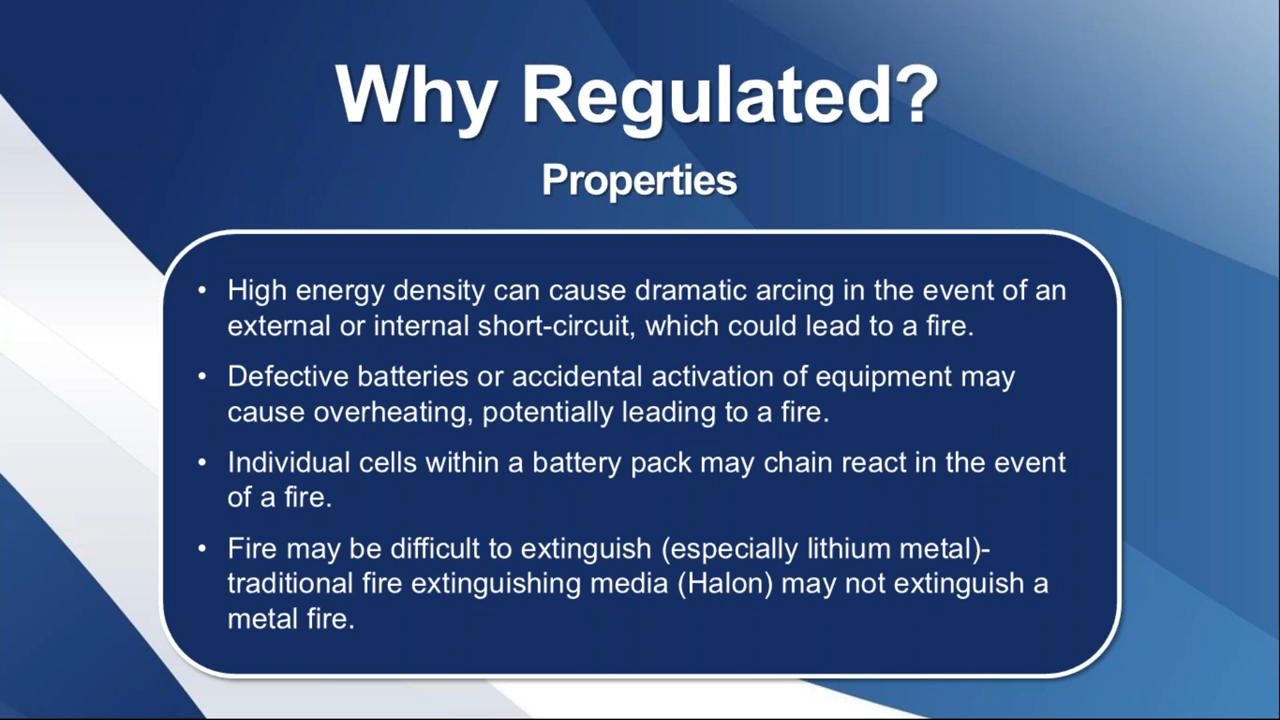 Why Regulated?
Properties
• High energy density can cause dramatic arcing in the event of an
external or internal short-circuit, which could lead to a fire.
• Defective batteries or accidental activation of equipment may
cause overheating, potentially leading to a fire.
• Individual cells within a battery pack may chain react in the event
of a fire.
• Fire may be difficult to extinguish (especially lithium metal)-
traditional fire extinguishing media (Halon) may not extinguish a
metal fire.